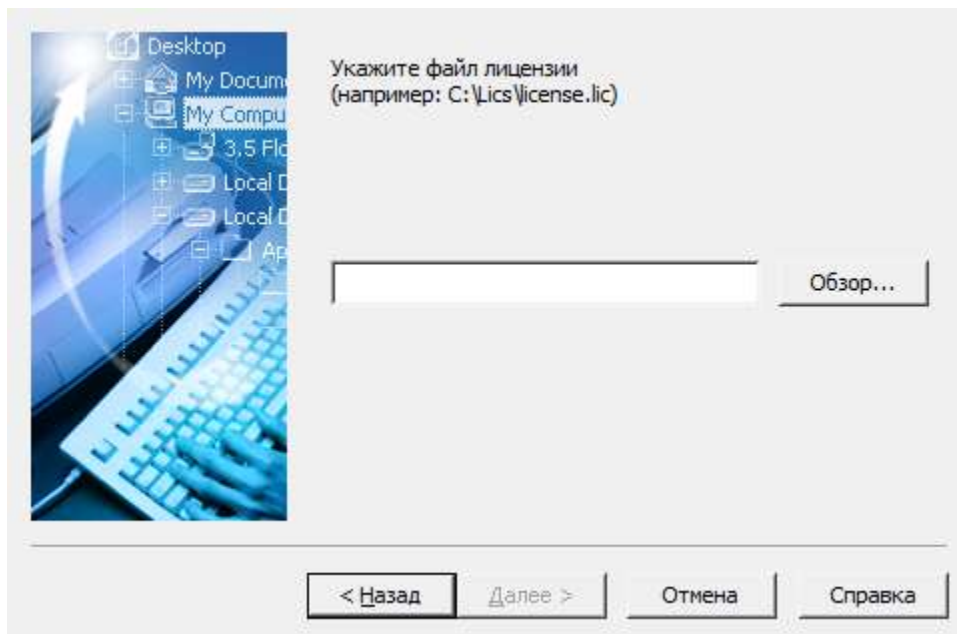 Desktop
My Docume
My Compu
3.5 Flo
Local D
Local D
Ap
Укажите файл лицензии
(например: C:\Lics\license.lic)
Обзор...
< Назад
Далее >
Отмена
Справка